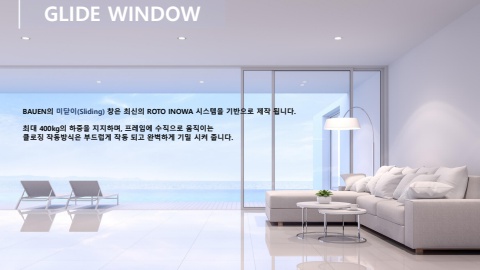 GLIDE WINDOW
BAUEN의 미닫이(Sliding) 창은 최신의 ROTO INOWA 시스템을 기반으로 제작 됩니다.
최대 400kg의 하중을 지지하며, 프레임에 수직으로 움직이는
클로징 작동방식은 부드럽게 작동 되고 완벽하게 기밀 시켜 줍니다.